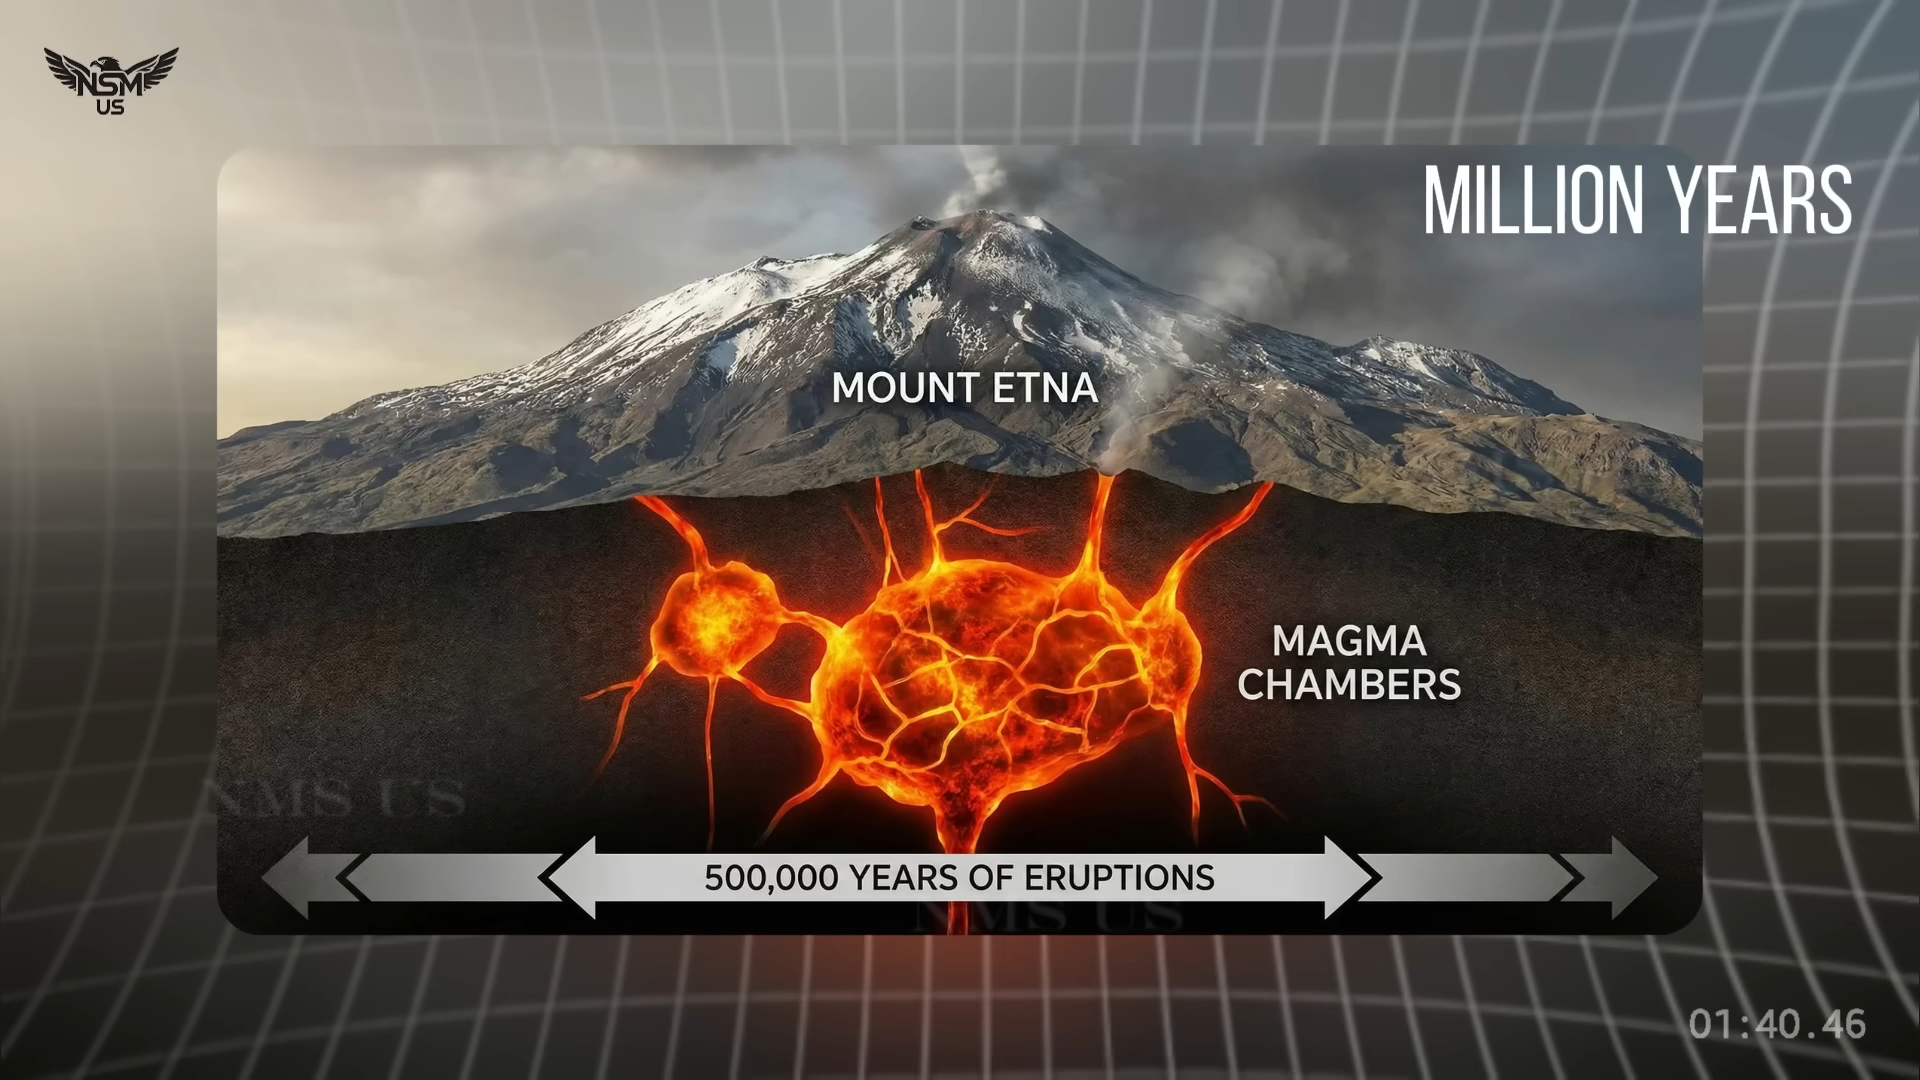 NSM
US
MILLION YEARS
MOUNT ETNA
MAGMA
CHAMBERS
NMS US
500,000 YEARS OF ERUPTIONS
NMS US
01:40.46